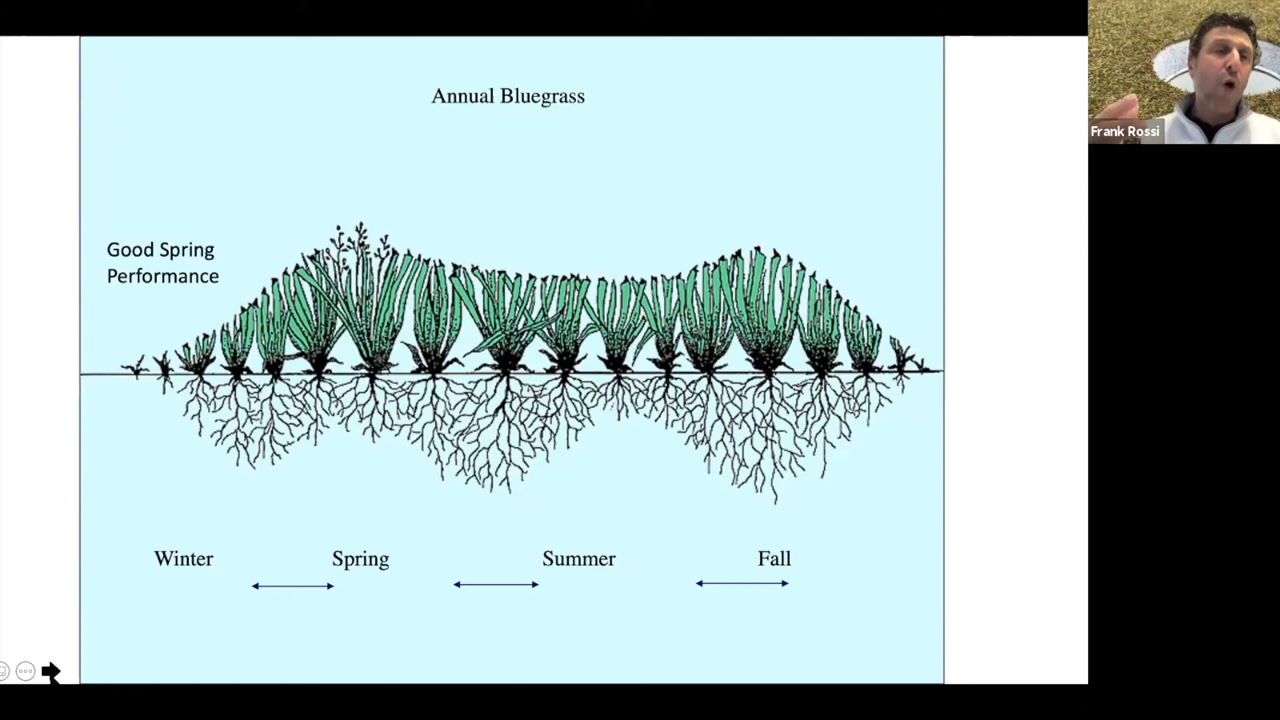 Annual Bluegrass
Frank Rossi
Good Spring
Performance
Winter
Spring
Summer
Fall